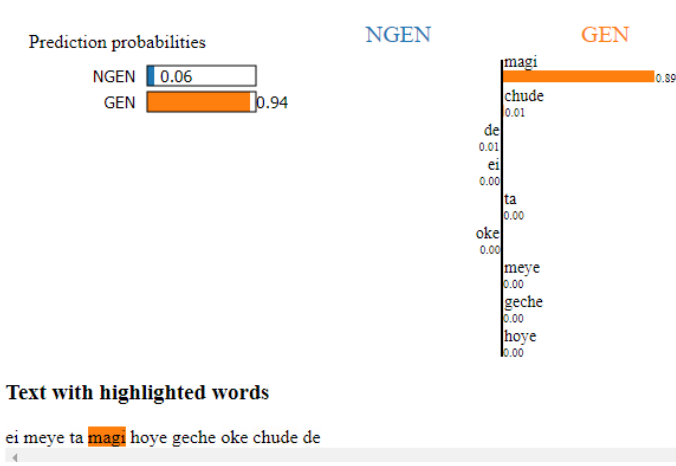 NGEN
GEN
Prediction probabilities
NGEN 0.06
GEN 0.94
magi
0.89
chude
0.01
de
0.01
ei
0.00
ta
0.00
oke
0.00
meye
0.00
geche
0.00
hoye
0.00
Text with highlighted words
ei meye ta magi hoye geche oke chude de